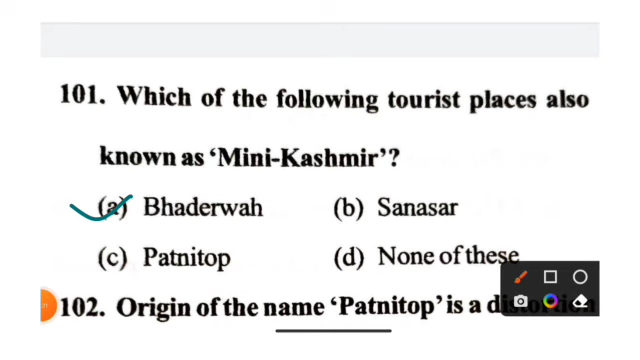 101. Which of the following tourist places also
known as 'Mini-Kashmir'?
(a) Bhaderwah (b) Sanasar
(c) Patnitop (d) None of these
102. Origin of the name 'Patnitop' is a distortion